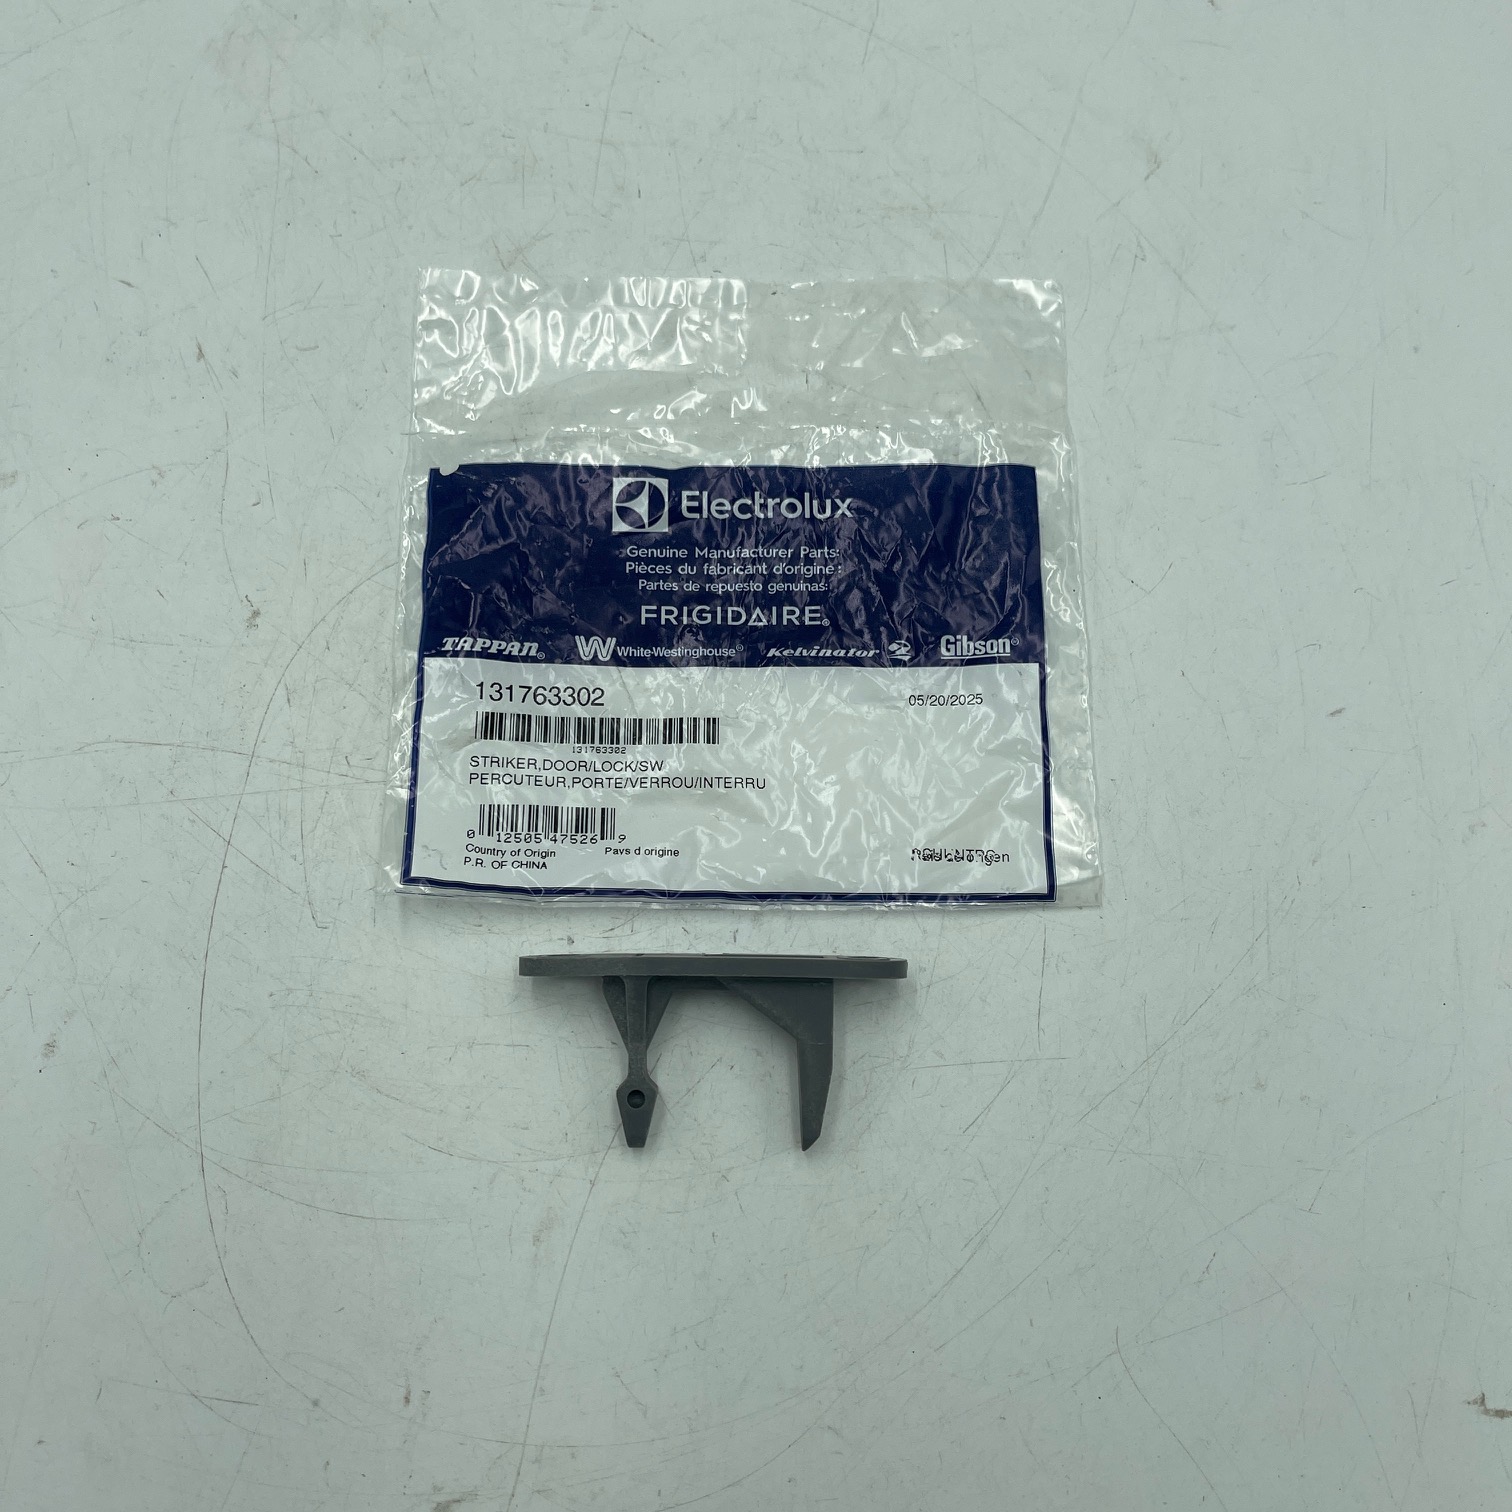 Electrolux
Genuine Manufacturer Parts:
Pièces du fabricant d'origine:
Partes de repuesto genuinas:
FRIGIDAIRE®
TAPPAN® White-Westinghouse® Kelvinator Gibson®
131763302 05/20/2025
131763302
STRIKER,DOOR/LOCK/SW
PERCUTEUR,PORTE/VERROU/INTERRU
0 12505 47526 9
Country of Origin Pays d origine
P.R. OF CHINA